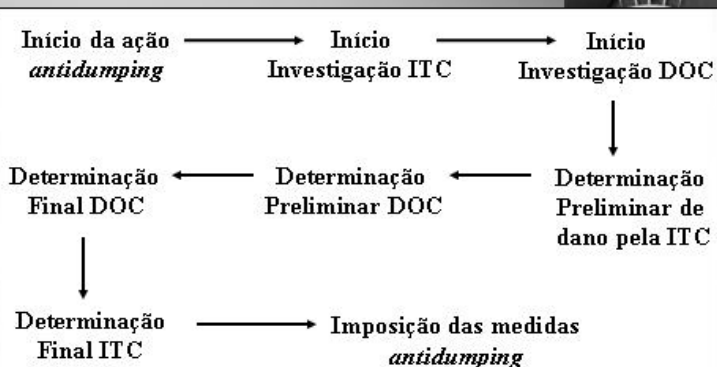 Início da ação
antidumping
Início
Investigação ITC
Início
Investigação DOC
Determinação
Preliminar de
dano pela ITC
Determinação
Preliminar DOC
Determinação
Final DOC
Determinação
Final ITC
Imposição das medidas
antidumping